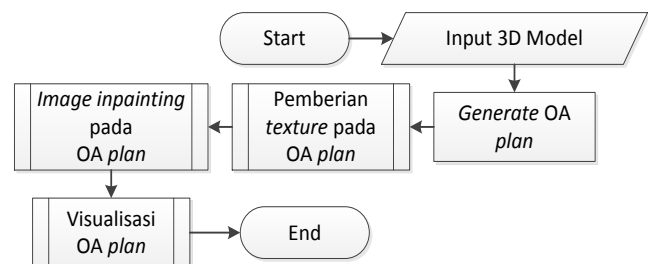 Start
Input 3D Model
Generate OA
plan
Pemberian
texture pada
OA plan
Image inpainting
pada
OA plan
Visualisasi
OA plan
End